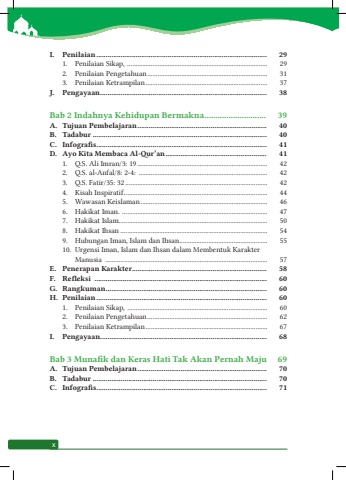 I. Penilaian ........ 29
1. Penilaian Sikap, ........ 29
2. Penilaian Pengetahuan ........ 31
3. Penilaian Ketrampilan ........ 37
J. Pengayaan ........ 38
Bab 2 Indahnya Kehidupan Bermakna ........ 39
A. Tujuan Pembelajaran ........ 40
B. Tadabur ........ 40
C. Infografis ........ 41
D. Ayo Kita Membaca Al-Qur'an ........ 41
1. Q.S. Ali Imran/3: 19 ........ 42
2. Q.S. al-Anfal/8: 2-4: ........ 42
3. Q.S. Fatir/35: 32 ........ 42
4. Kisah Inspiratif ........ 44
5. Wawasan Keislaman ........ 46
6. Hakikat Iman. ........ 47
7. Hakikat Islam ........ 50
8. Hakikat Ihsan ........ 54
9. Hubungan Iman, Islam dan Ihsan ........ 55
10. Urgensi Iman, Islam dan Ihsan dalam Membentuk Karakter
Manusia ........ 57
E. Penerapan Karakter ........ 58
F. Refleksi ........ 60
G. Rangkuman ........ 60
H. Penilaian ........ 60
1. Penilaian Sikap, ........ 60
2. Penilaian Pengetahuan ........ 62
3. Penilaian Ketrampilan ........ 67
I. Pengayaan ........ 68
Bab 3 Munafik dan Keras Hati Tak Akan Pernah Maju 69
A. Tujuan Pembelajaran ........ 70
B. Tadabur ........ 70
C. Infografis ........ 71
x